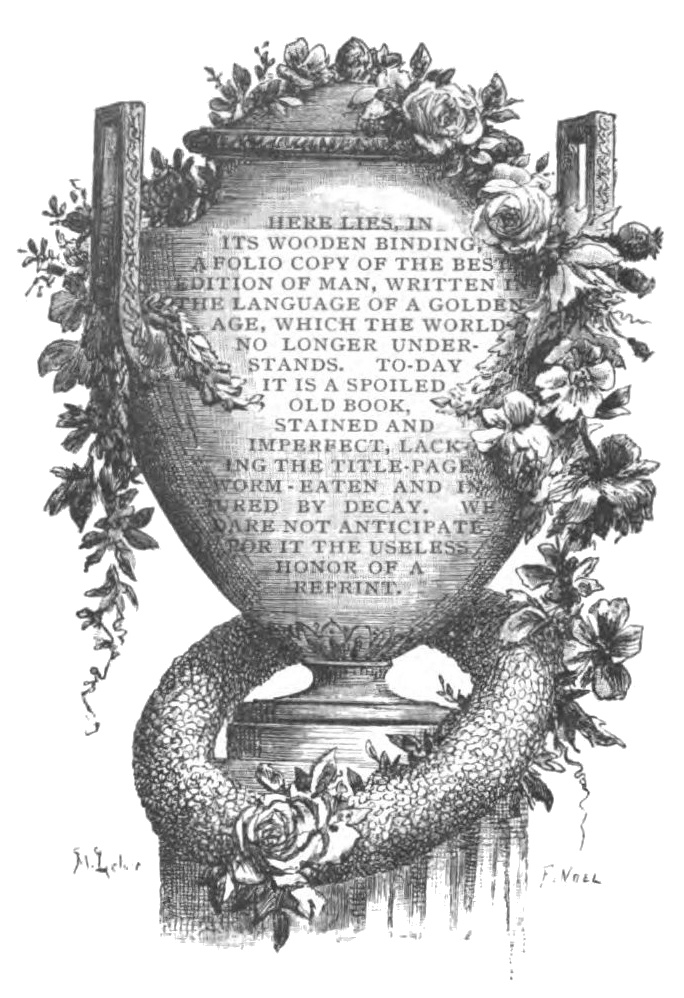 HERE LIES, IN
ITS WOODEN BINDING,
A FOLIO COPY OF THE BEST
EDITION OF MAN, WRITTEN IN
THE LANGUAGE OF A GOLDEN
AGE, WHICH THE WORLD
NO LONGER UNDER-
STANDS. TO-DAY
IT IS A SPOILED
OLD BOOK,
STAINED AND
IMPERFECT, LACK-
ING THE TITLE-PAGE,
WORM-EATEN AND IN-
JURED BY DECAY. WE
DARE NOT ANTICIPATE
FOR IT THE USELESS
HONOR OF A
REPRINT.
F. NOEL